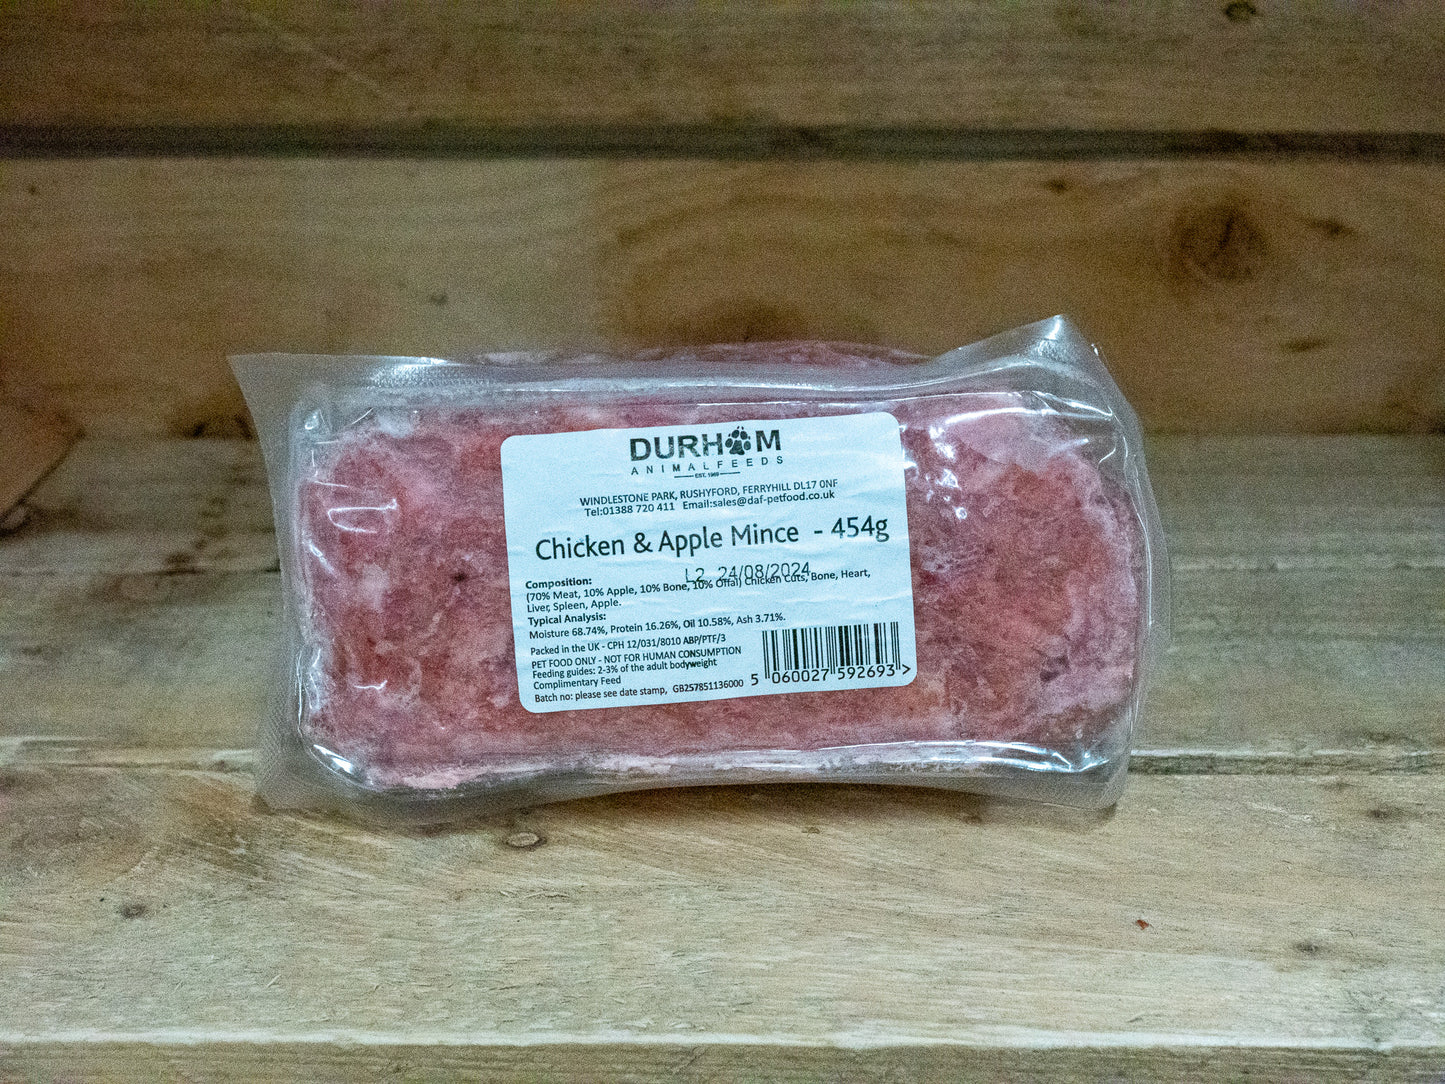 DURHAM
ANIMALFEEDS
EST. 1969
WINDLESTONE PARK, RUSHYFORD, FERRYHILL DL17 0NF
Tel:01388 720 411 Email:sales@daf-petfood.co.uk
Chicken & Apple Mince - 454g
L2 24/08/2024
Composition:
(70% Meat, 10% Apple, 10% Bone, 10% Offal) Chicken Cuts, Bone, Heart,
Liver, Spleen, Apple.
Typical Analysis:
Moisture 68.74%, Protein 16.26%, Oil 10.58%, Ash 3.71%.
Packed in the UK - CPH 12/031/8010 ABP/PTF/3
PET FOOD ONLY - NOT FOR HUMAN CONSUMPTION
Feeding guides: 2-3% of the adult bodyweight
Complimentary Feed
Batch no: please see date stamp, GB257851136000
5 060027 592693 >